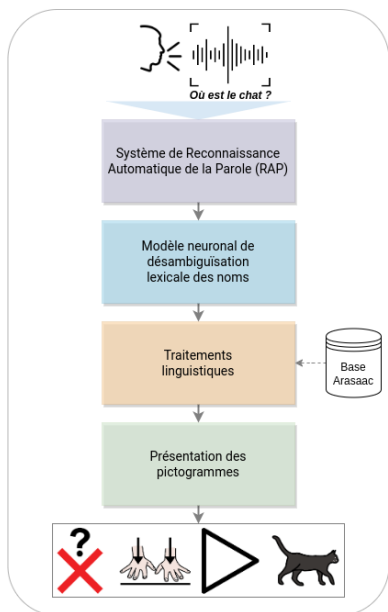 Où est le chat ?
Système de Reconnaissance
Automatique de la Parole (RAP)
Modèle neuronal de
désambiguïsation
lexicale des noms
Traitements
linguistiques
Base
Arasaac
Présentation des
pictogrammes
?